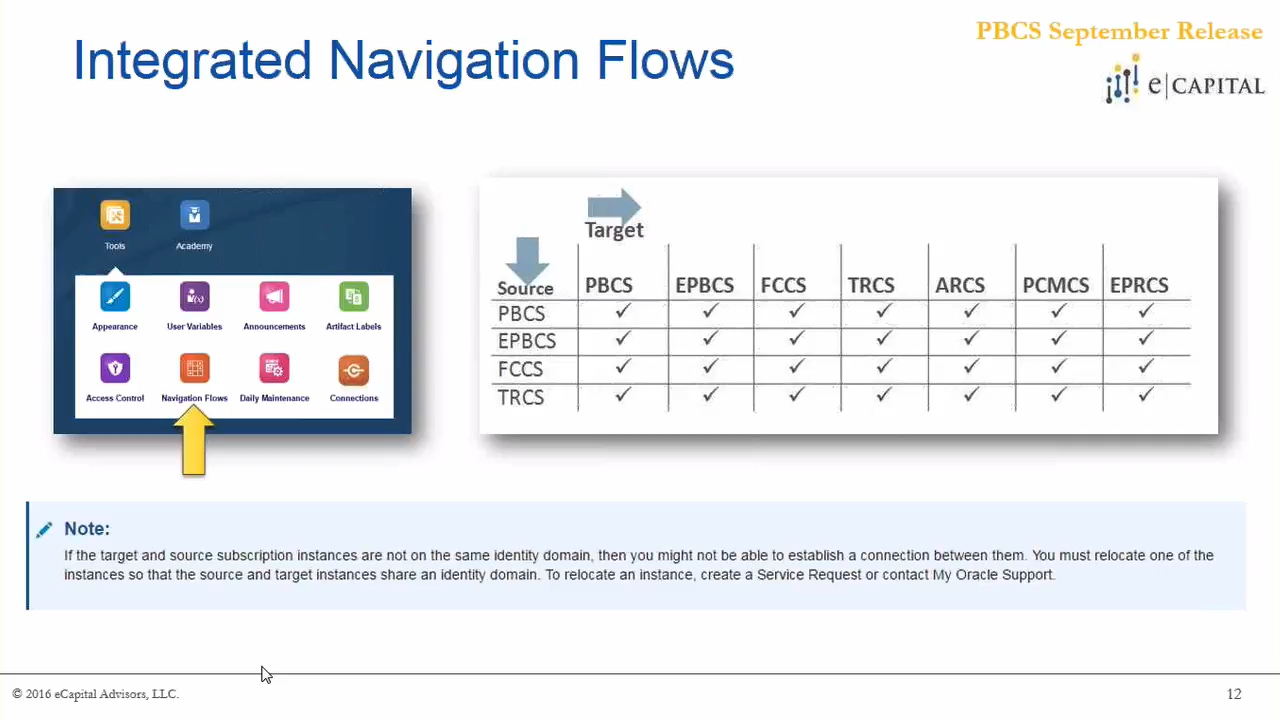 Integrated Navigation Flows
PBCS September Release
e|CAPITAL
Tools
Academy
Appearance
User Variables
Announcements
Artifact Labels
Access Control
Navigation Flows
Daily Maintenance
Connections
Target
Source PBCS EPBCS FCCS TRCS ARCS PCMCS EPRCS
PBCS ✓ ✓ ✓ ✓ ✓ ✓ ✓
EPBCS ✓ ✓ ✓ ✓ ✓ ✓ ✓
FCCS ✓ ✓ ✓ ✓ ✓ ✓ ✓
TRCS ✓ ✓ ✓ ✓ ✓ ✓ ✓
Note:
If the target and source subscription instances are not on the same identity domain, then you might not be able to establish a connection between them. You must relocate one of the
instances so that the source and target instances share an identity domain. To relocate an instance, create a Service Request or contact My Oracle Support.
© 2016 eCapital Advisors, LLC.
12